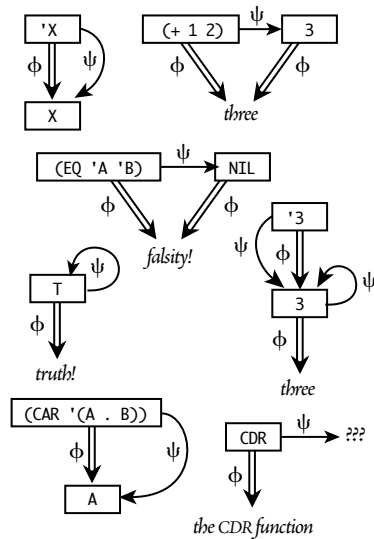 'X
ϕ
ψ
X
(+ 1 2)
ψ
3
ϕ
ϕ
three
(EQ 'A 'B)
ψ
NIL
ϕ
ϕ
falsity!
T
ψ
ϕ
truth!
'3
ψ
ϕ
3
ψ
ϕ
three
(CAR '(A . B))
ϕ
ψ
A
CDR
ψ
???
ϕ
the CDR function